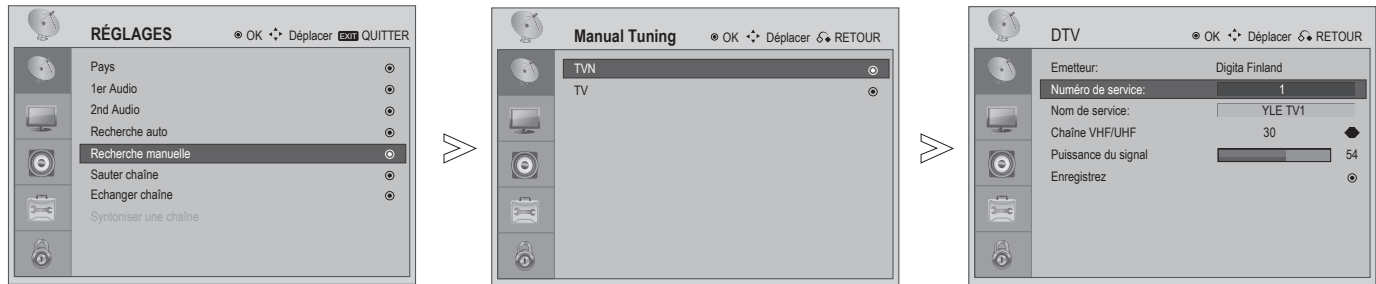 RÉGLAGES OK Déplacer EXIT QUITTER
Pays
1er Audio
2nd Audio
Recherche auto
Recherche manuelle
Sauter chaîne
Echanger chaîne
Syntoniser une chaîne
Manual Tuning OK Déplacer RETOUR
TVN
TV
DTV OK Déplacer RETOUR
Emetteur: Digita Finland
Numéro de service: 1
Nom de service: YLE TV1
Chaîne VHF/UHF 30
Puissance du signal 54
Enregistrez